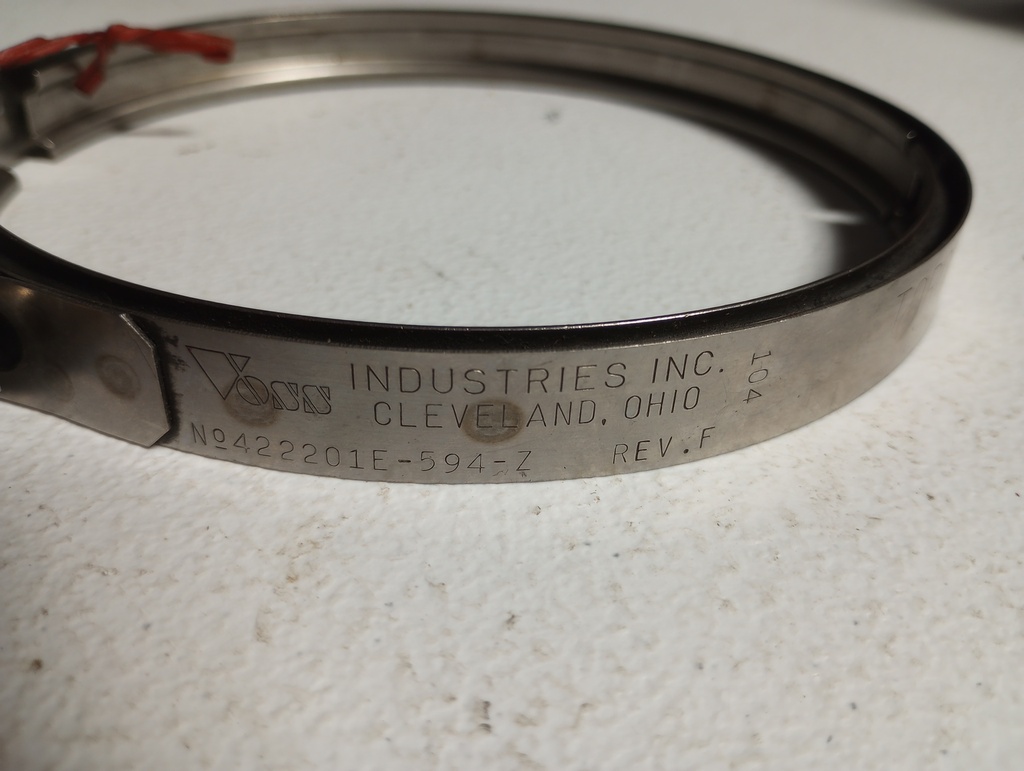 Voss INDUSTRIES INC.
CLEVELAND, OHIO
Nº422201E-594-Z REV.F
104